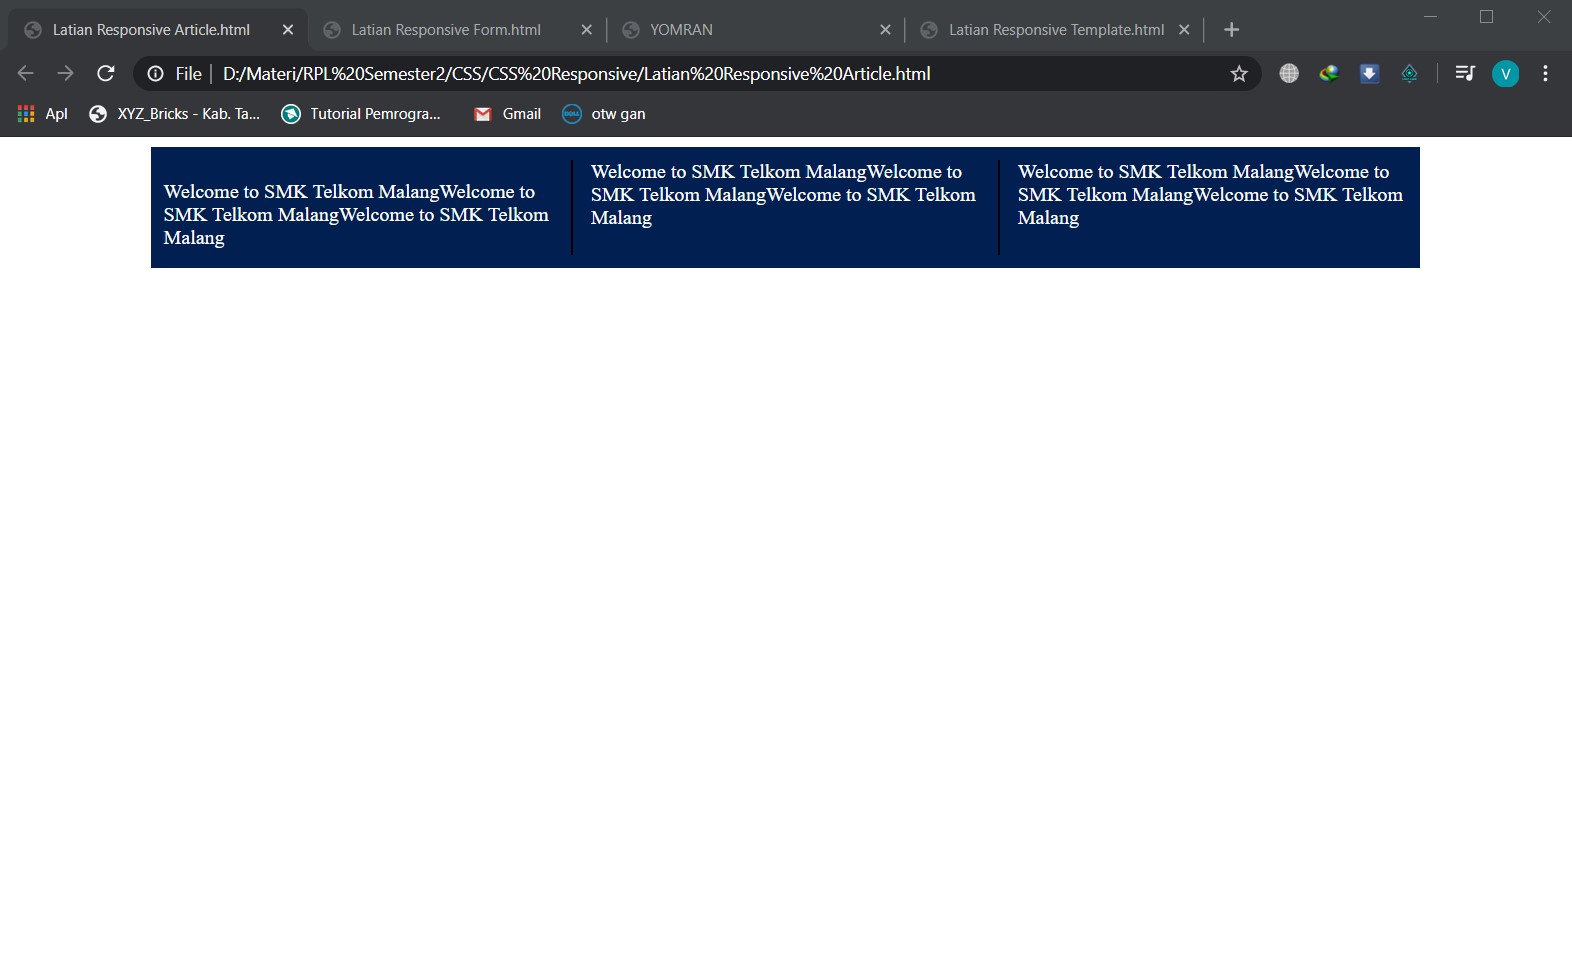 Latian Responsive Article.html
Latian Responsive Form.html
YOMRAN
Latian Responsive Template.html
File
D:/Materi/RPL%20Semester2/CSS/CSS%20Responsive/Latian%20Responsive%20Article.html
V
Apl
XYZ_Bricks - Kab. Ta...
Tutorial Pemrogra...
Gmail
otw gan
Welcome to SMK Telkom MalangWelcome to
SMK Telkom MalangWelcome to SMK Telkom
Malang
Welcome to SMK Telkom MalangWelcome to
SMK Telkom MalangWelcome to SMK Telkom
Malang
Welcome to SMK Telkom MalangWelcome to
SMK Telkom MalangWelcome to SMK Telkom
Malang